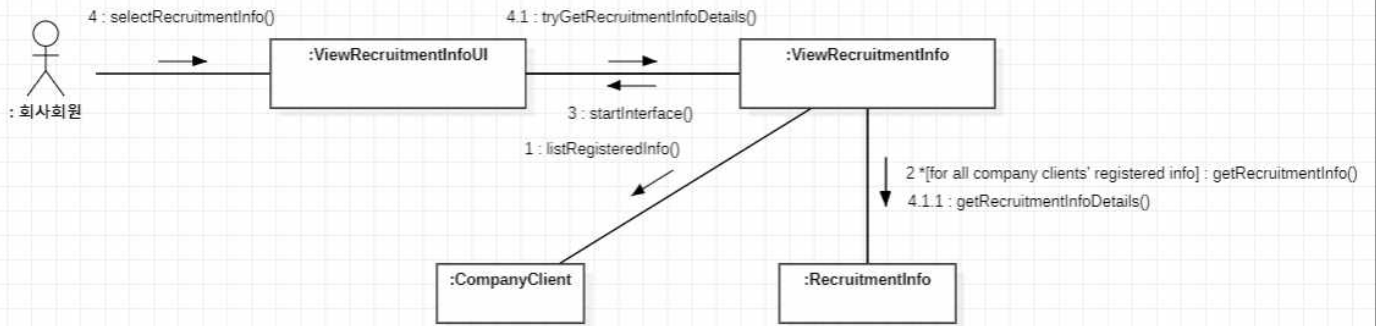 4 : selectRecruitmentInfo()
4.1 : tryGetRecruitmentInfoDetails()
:ViewRecruitmentInfoUI
:ViewRecruitmentInfo
: 회사회원
3 : startInterface()
1 : listRegisteredInfo()
2 *[for all company clients' registered info] : getRecruitmentInfo()
4.1.1 : getRecruitmentInfoDetails()
:CompanyClient
:RecruitmentInfo